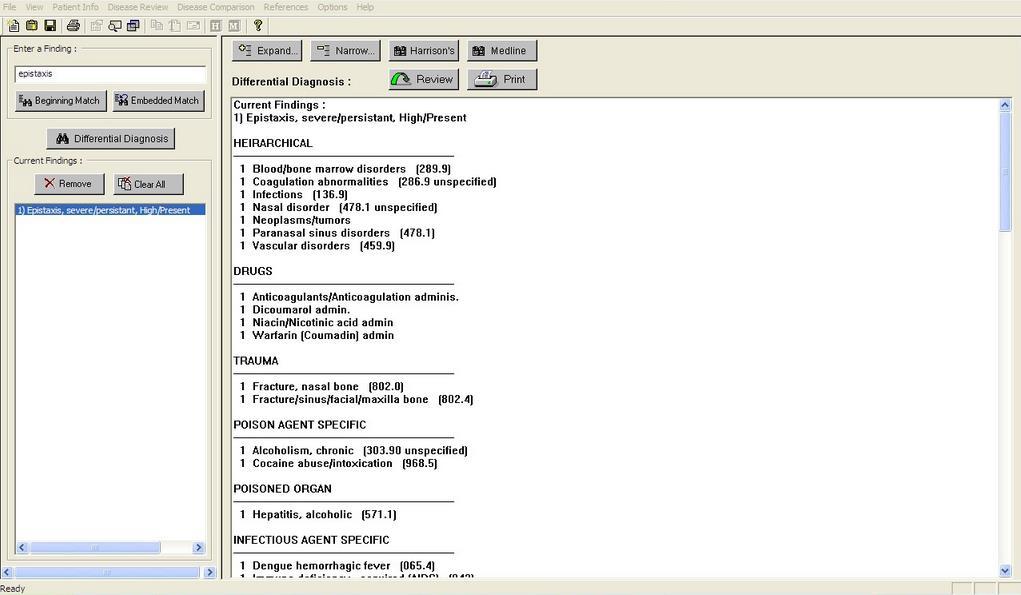 File View Patient Info Disease Review Disease Comparison References Options Help
Enter a Finding :
epistaxis
Beginning Match Embedded Match
Differential Diagnosis
Current Findings :
Remove Clear All
1) Epistaxis, severe/persistant, High/Present
Expand... Narrow... Harrison's Medline
Differential Diagnosis : Review Print
Current Findings :
1) Epistaxis, severe/persistant, High/Present
HEIRARCHICAL
1 Blood/bone marrow disorders (289.9)
1 Coagulation abnormalities (286.9 unspecified)
1 Infections (136.9)
1 Nasal disorder (478.1 unspecified)
1 Neoplasms/tumors
1 Paranasal sinus disorders (478.1)
1 Vascular disorders (459.9)
DRUGS
1 Anticoagulants/Anticoagulation adminis.
1 Dicoumarol admin.
1 Niacin/Nicotinic acid admin
1 Warfarin (Coumadin) admin
TRAUMA
1 Fracture, nasal bone (802.0)
1 Fracture/sinus/facial/maxilla bone (802.4)
POISON AGENT SPECIFIC
1 Alcoholism, chronic (303.90 unspecified)
1 Cocaine abuse/intoxication (968.5)
POISONED ORGAN
1 Hepatitis, alcoholic (571.1)
INFECTIOUS AGENT SPECIFIC
1 Dengue hemorrhagic fever (065.4)
Ready